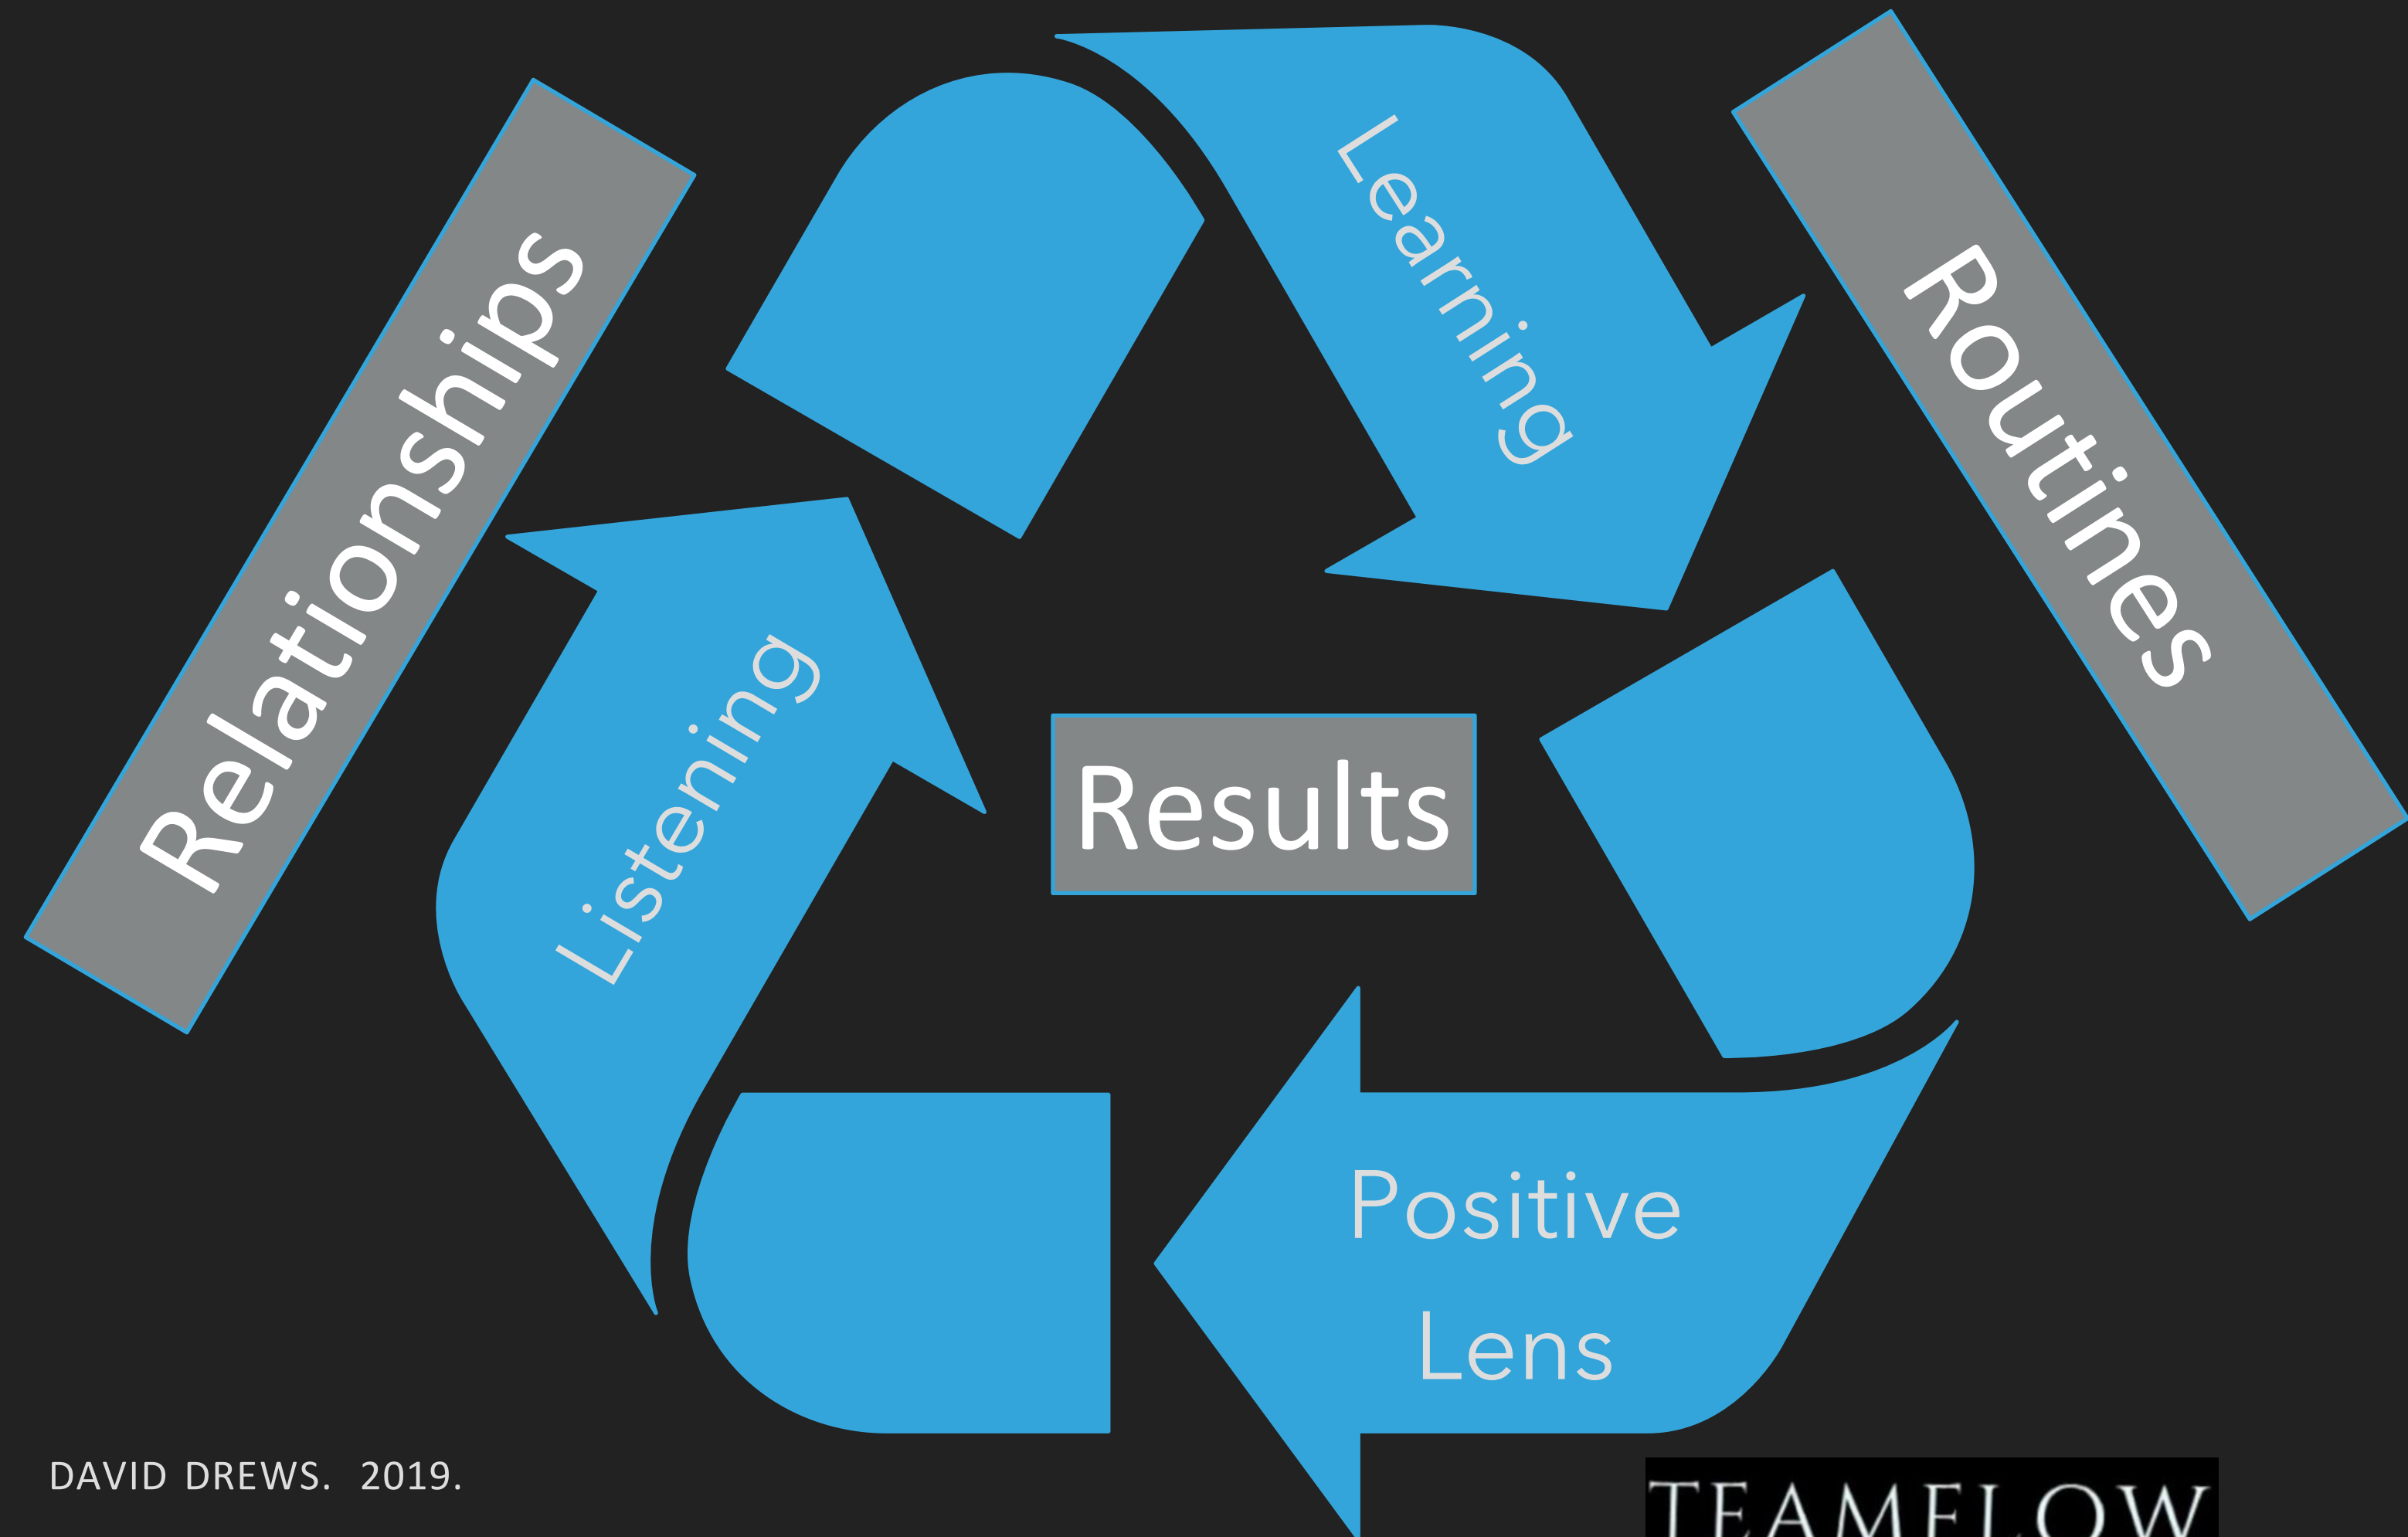 Relationships
Learning
Routines
Listening
Results
Positive
Lens
DAVID DREWS.  2019.
TEAMFLOW